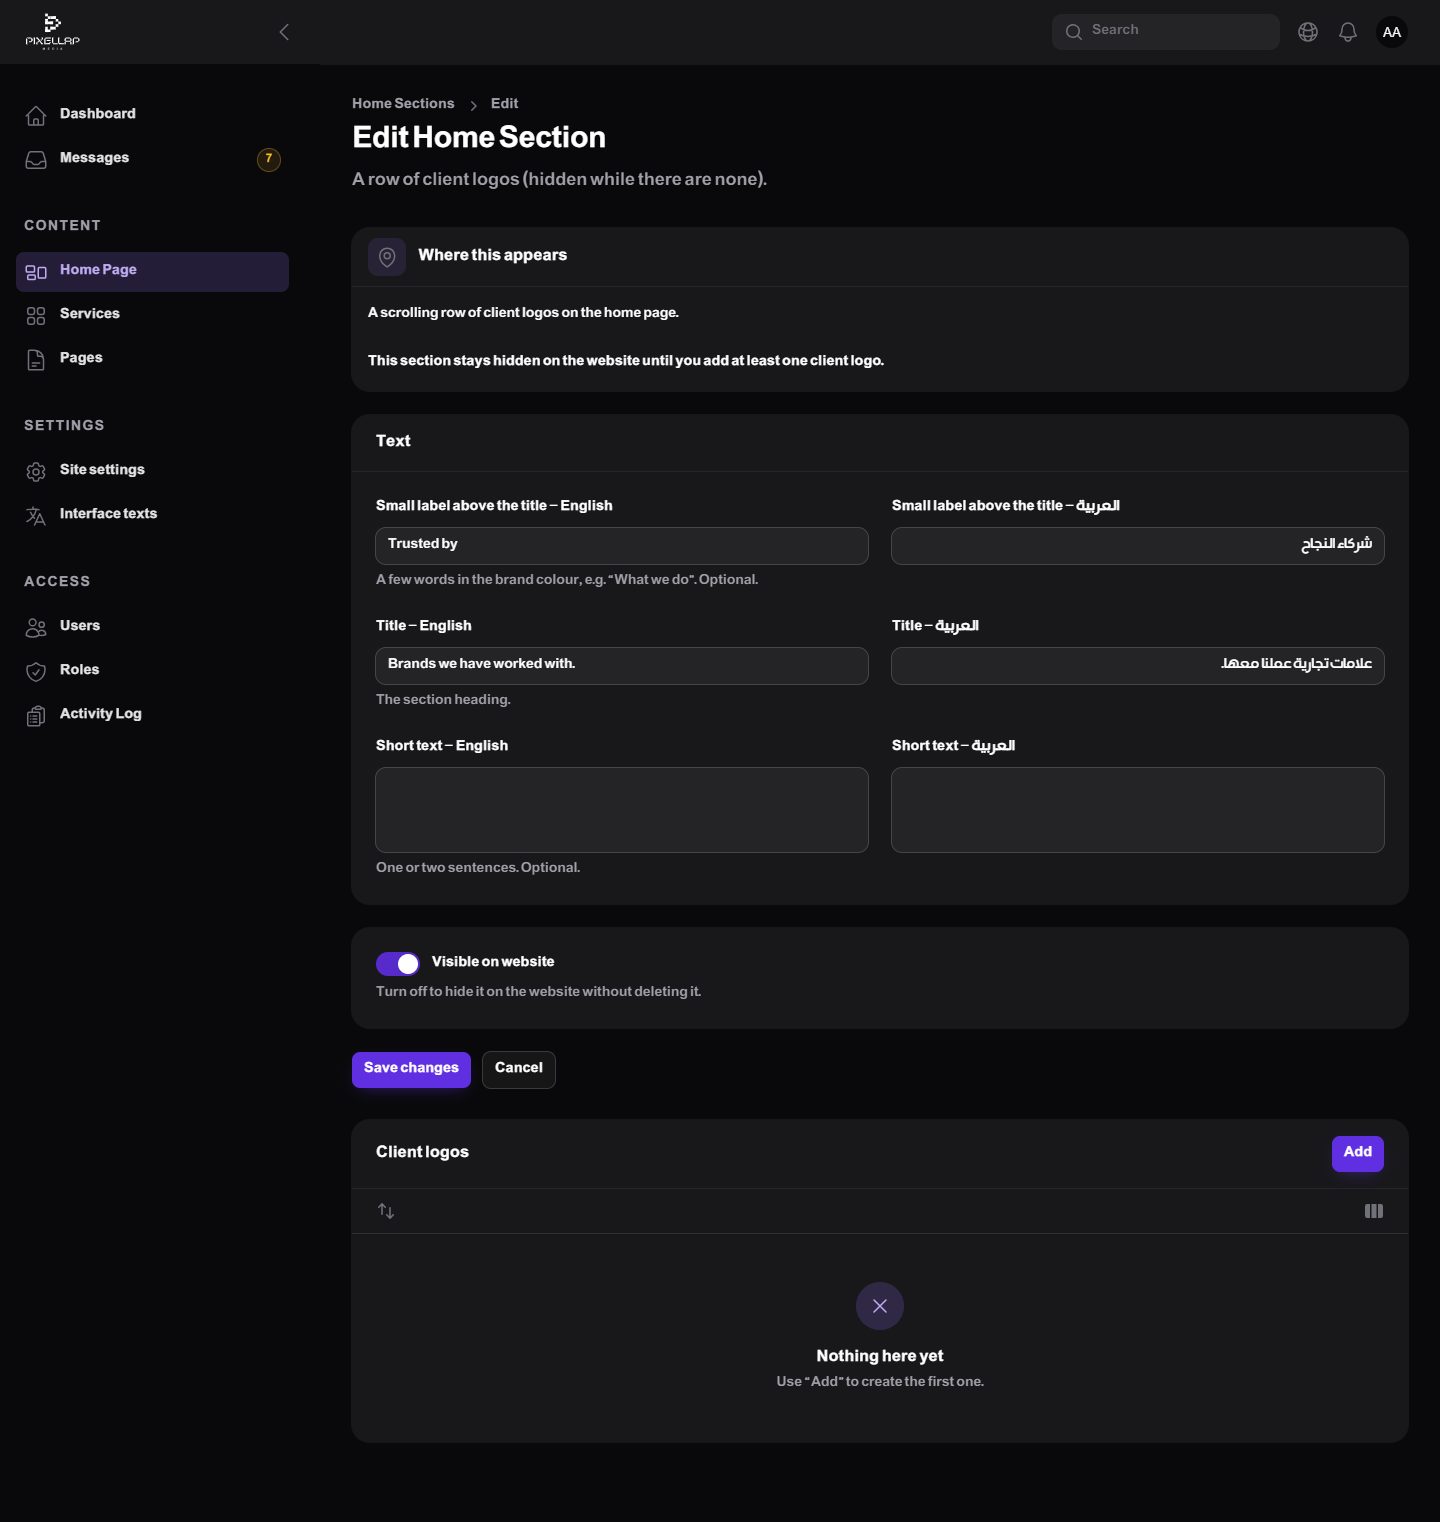 PIXELLAP
MEDIA
Search
AA
Dashboard
Messages
7
CONTENT
Home Page
Services
Pages
SETTINGS
Site settings
Interface texts
ACCESS
Users
Roles
Activity Log
Home Sections > Edit
Edit Home Section
A row of client logos (hidden while there are none).
Where this appears
A scrolling row of client logos on the home page.
This section stays hidden on the website until you add at least one client logo.
Text
Small label above the title – English
Trusted by
A few words in the brand colour, e.g. “What we do”. Optional.
Small label above the title – العربية
شركاء النجاح
Title – English
Brands we have worked with.
The section heading.
Title – العربية
علامات تجارية عملنا معها.
Short text – English
One or two sentences. Optional.
Short text – العربية
Visible on website
Turn off to hide it on the website without deleting it.
Save changes
Cancel
Client logos
Add
Nothing here yet
Use “Add” to create the first one.